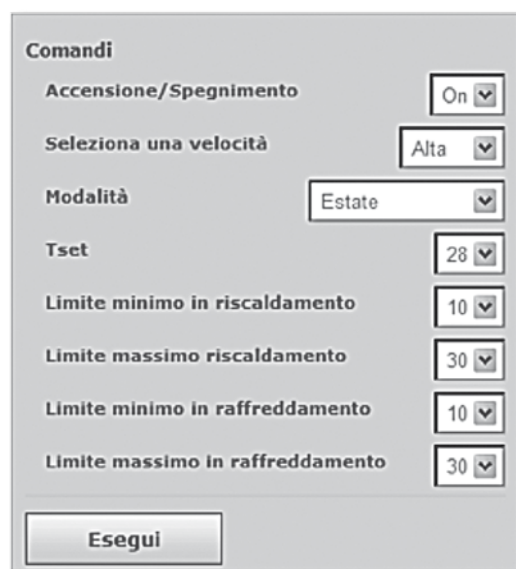 Comandi
Accensione/Spegnimento On
Seleziona una velocità Alta
Modalità Estate
Tset 28
Limite minimo in riscaldamento 10
Limite massimo riscaldamento 30
Limite minimo in raffreddamento 10
Limite massimo in raffreddamento 30
Esegui